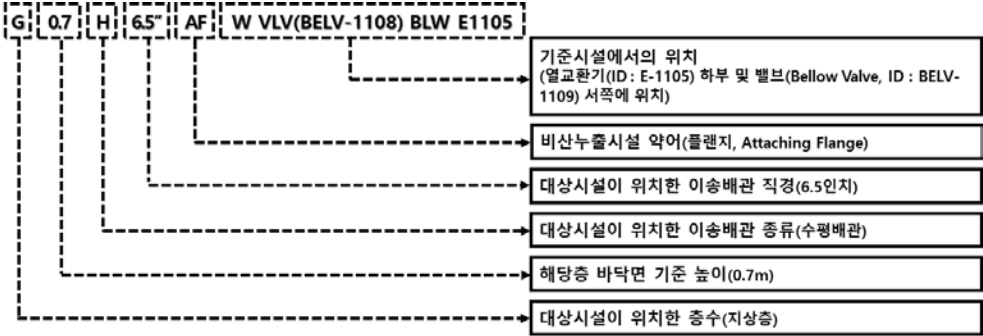 G 0.7 H 6.5” AF W VLV(BELV-1108) BLW E1105
기준시설에서의 위치
(열교환기(ID : E-1105) 하부 및 밸브(Bellow Valve, ID : BELV-
1109) 서쪽에 위치)
비산누출시설 약어(플랜지, Attaching Flange)
대상시설이 위치한 이송배관 직경(6.5인치)
대상시설이 위치한 이송배관 종류(수평배관)
해당층 바닥면 기준 높이(0.7m)
대상시설이 위치한 층수(지상층)